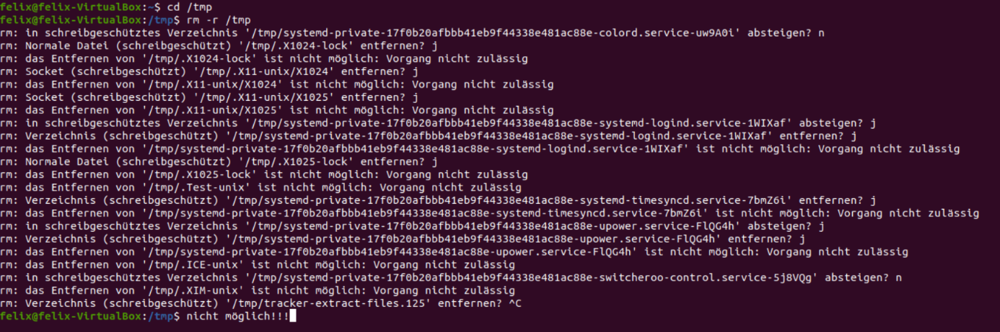 felix@felix-VirtualBox:~$ cd /tmp
felix@felix-VirtualBox:/tmp$ rm -r /tmp
rm: in schreibgeschütztes Verzeichnis '/tmp/systemd-private-17f0b20afbbb41eb9f44338e481ac88e-colord.service-uw9A0i' absteigen? n
rm: Normale Datei (schreibgeschützt) '/tmp/.X1024-lock' entfernen? j
rm: das Entfernen von '/tmp/.X1024-lock' ist nicht möglich: Vorgang nicht zulässig
rm: Socket (schreibgeschützt) '/tmp/.X11-unix/X1024' entfernen? j
rm: das Entfernen von '/tmp/.X11-unix/X1024' ist nicht möglich: Vorgang nicht zulässig
rm: Socket (schreibgeschützt) '/tmp/.X11-unix/X1025' entfernen? j
rm: das Entfernen von '/tmp/.X11-unix/X1025' ist nicht möglich: Vorgang nicht zulässig
rm: in schreibgeschütztes Verzeichnis '/tmp/systemd-private-17f0b20afbbb41eb9f44338e481ac88e-systemd-logind.service-1WIXaf' absteigen? j
rm: Verzeichnis (schreibgeschützt) '/tmp/systemd-private-17f0b20afbbb41eb9f44338e481ac88e-systemd-logind.service-1WIXaf' entfernen? j
rm: das Entfernen von '/tmp/systemd-private-17f0b20afbbb41eb9f44338e481ac88e-systemd-logind.service-1WIXaf' ist nicht möglich: Vorgang nicht zulässig
rm: Normale Datei (schreibgeschützt) '/tmp/.X1025-lock' entfernen? j
rm: das Entfernen von '/tmp/.X1025-lock' ist nicht möglich: Vorgang nicht zulässig
rm: das Entfernen von '/tmp/.Test-unix' ist nicht möglich: Vorgang nicht zulässig
rm: Verzeichnis (schreibgeschützt) '/tmp/systemd-private-17f0b20afbbb41eb9f44338e481ac88e-systemd-timesyncd.service-7bmZ6i' entfernen? j
rm: das Entfernen von '/tmp/systemd-private-17f0b20afbbb41eb9f44338e481ac88e-systemd-timesyncd.service-7bmZ6i' ist nicht möglich: Vorgang nicht zulässig
rm: in schreibgeschütztes Verzeichnis '/tmp/systemd-private-17f0b20afbbb41eb9f44338e481ac88e-upower.service-FlQG4h' absteigen? j
rm: Verzeichnis (schreibgeschützt) '/tmp/systemd-private-17f0b20afbbb41eb9f44338e481ac88e-upower.service-FlQG4h' entfernen? j
rm: das Entfernen von '/tmp/systemd-private-17f0b20afbbb41eb9f44338e481ac88e-upower.service-FlQG4h' ist nicht möglich: Vorgang nicht zulässig
rm: das Entfernen von '/tmp/.ICE-unix' ist nicht möglich: Vorgang nicht zulässig
rm: in schreibgeschütztes Verzeichnis '/tmp/systemd-private-17f0b20afbbb41eb9f44338e481ac88e-switcheroo-control.service-5j8VQg' absteigen? n
rm: das Entfernen von '/tmp/.XIM-unix' ist nicht möglich: Vorgang nicht zulässig
rm: Verzeichnis (schreibgeschützt) '/tmp/tracker-extract-files.125' entfernen? ^C
felix@felix-VirtualBox:/tmp$ nicht möglich!!!